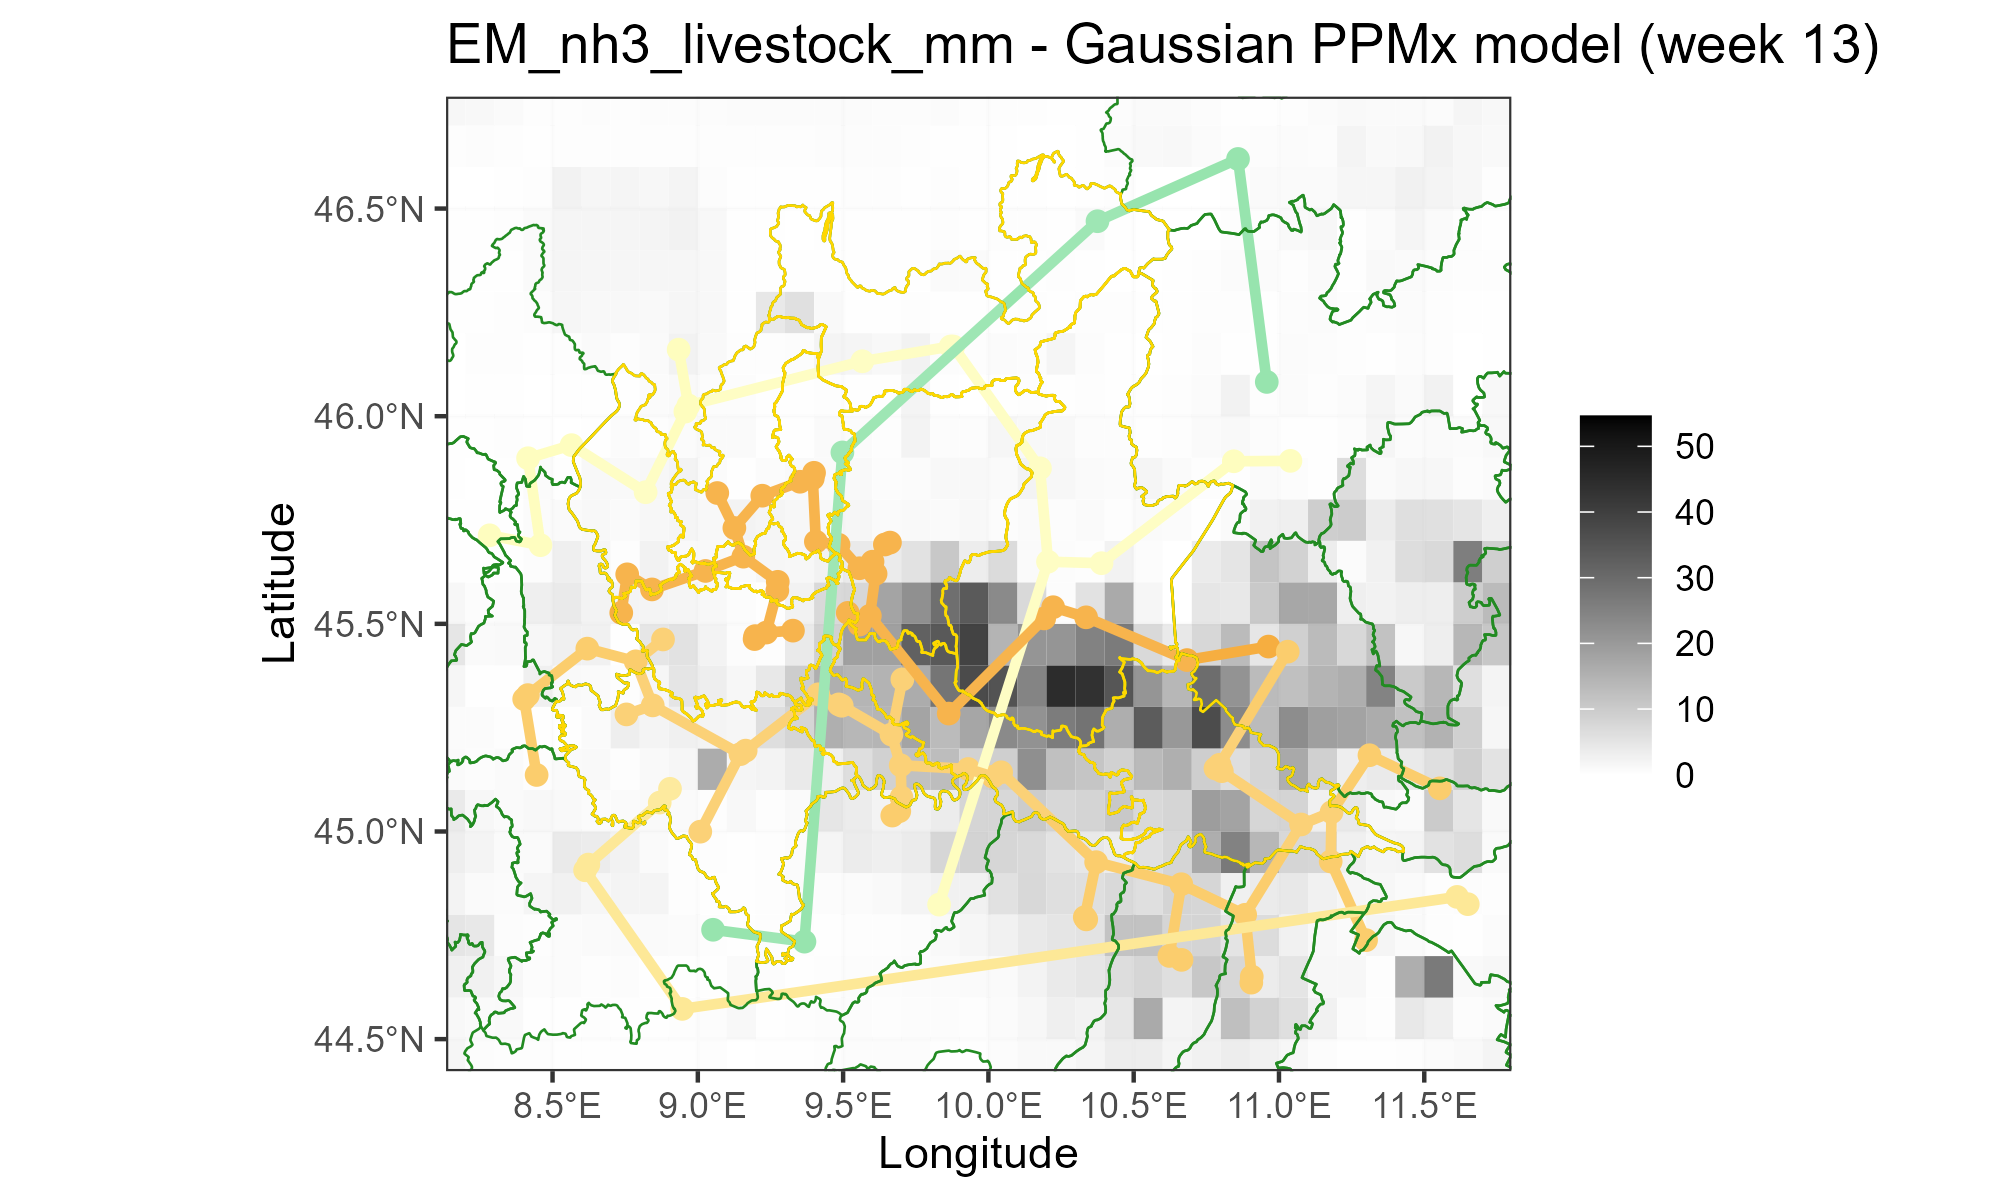 EM_nh3_livestock_mm - Gaussian PPMx model (week 13)
46.5°N
46.0°N
45.5°N
45.0°N
44.5°N
Latitude
8.5°E
9.0°E
9.5°E
10.0°E
10.5°E
11.0°E
11.5°E
Longitude
50
40
30
20
10
0